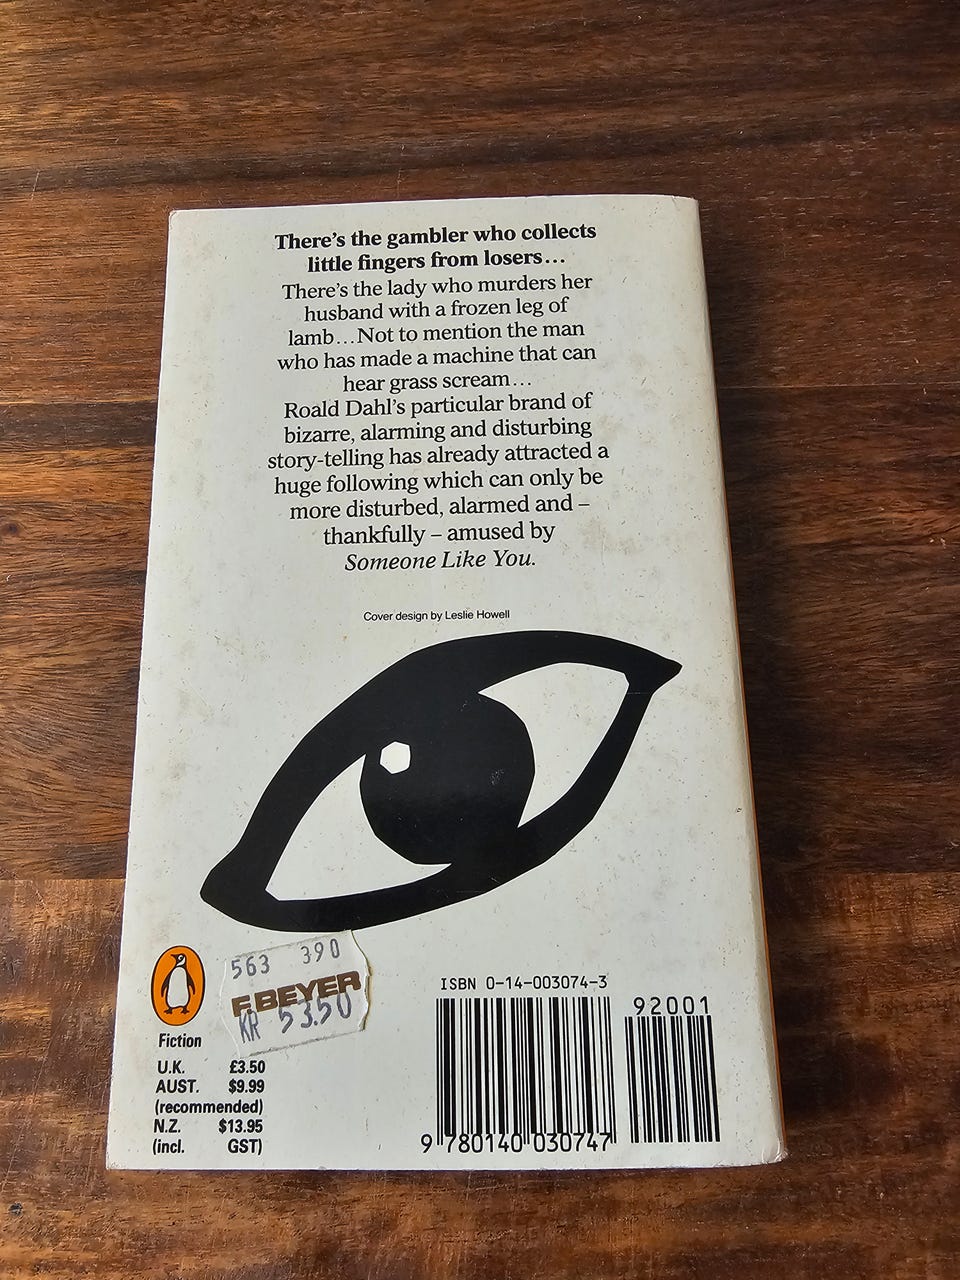 There's the gambler who collects
little fingers from losers...
There's the lady who murders her
husband with a frozen leg of
lamb...Not to mention the man
who has made a machine that can
hear grass scream...
Roald Dahl's particular brand of
bizarre, alarming and disturbing
story-telling has already attracted a
huge following which can only be
more disturbed, alarmed and –
thankfully – amused by
Someone Like You.
Cover design by Leslie Howell
563 390
F. BEYER
KR 53.50
Fiction
U.K. £3.50
AUST. $9.99
(recommended)
N.Z. $13.95
(incl. GST)
ISBN 0-14-003074-3
92001
9 780140 030747